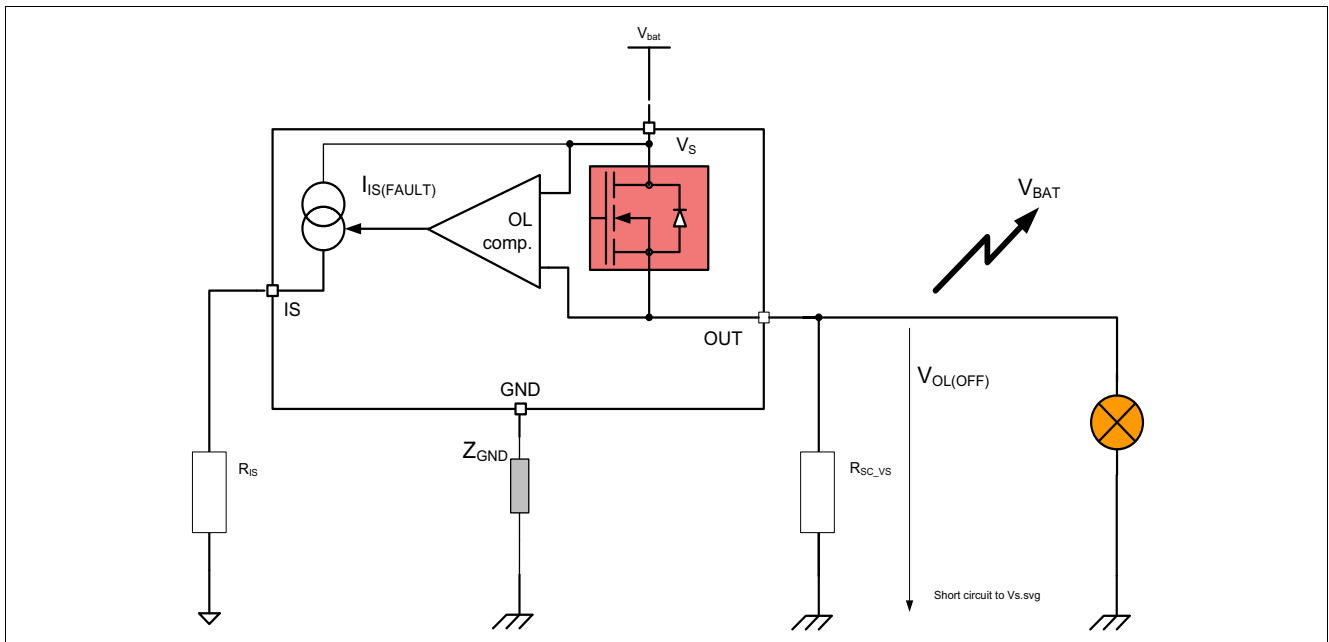 Vbat
VS
IIS(FAULT)
OL
comp.
VBAT
IS
OUT
VOL(OFF)
GND
ZGND
RIS
RSC_VS
Short circuit to Vs.svg